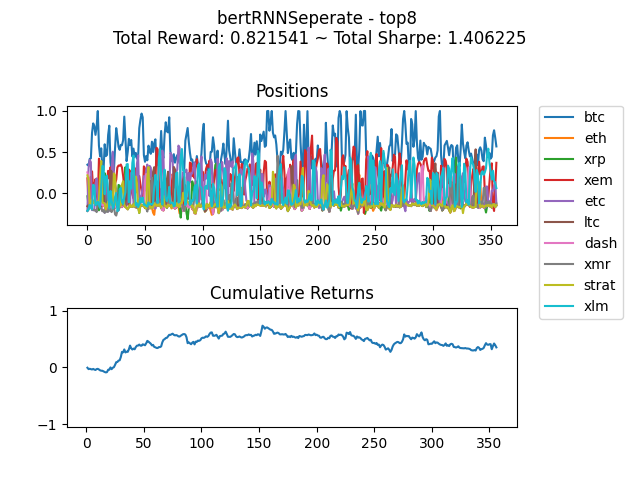 bertRNNSeperate - top8
Total Reward: 0.821541 ~ Total Sharpe: 1.406225
Positions
1.0
0.5
0.0
0 50 100 150 200 250 300 350
btc
eth
xrp
xem
etc
ltc
dash
xmr
strat
xlm
Cumulative Returns
1
0
−1
0 50 100 150 200 250 300 350